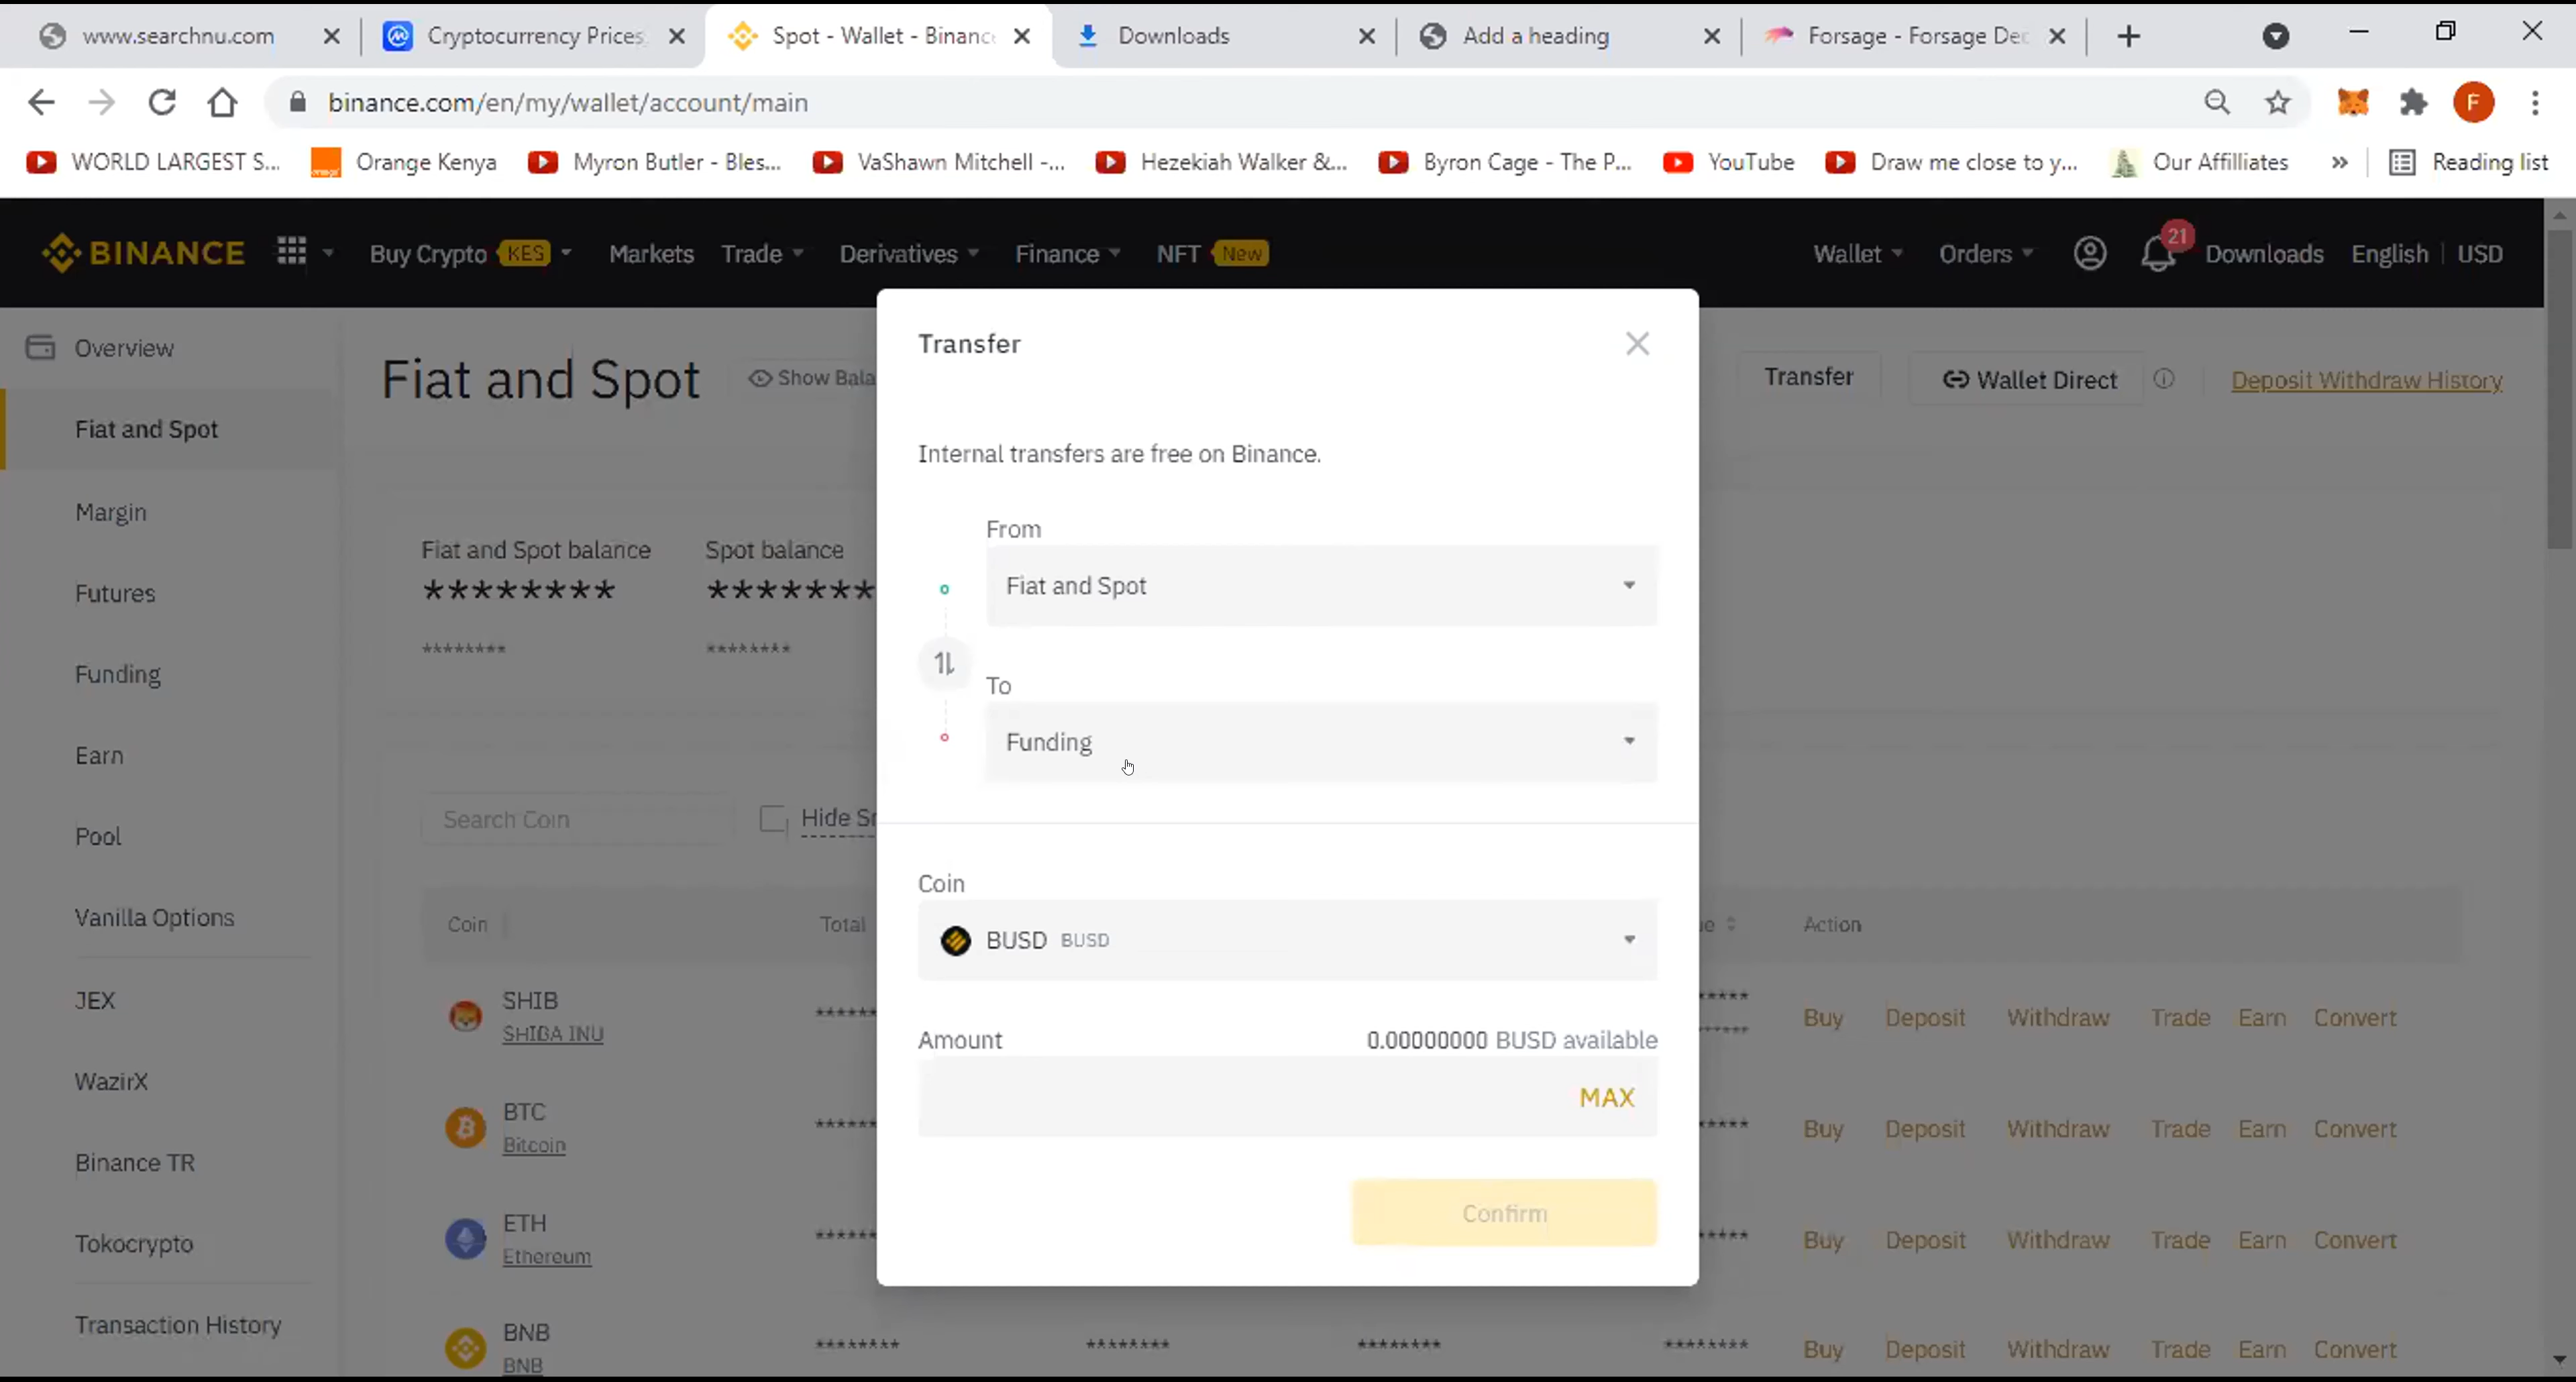 www.searchnu.com
Cryptocurrency Prices
Spot - Wallet - Binance
Downloads
Add a heading
Forsage - Forsage Dec
binance.com/en/my/wallet/account/main
F
WORLD LARGEST S...
Orange Kenya
Myron Butler - Bles...
VaShawn Mitchell -...
Hezekiah Walker &...
Byron Cage - The P...
YouTube
Draw me close to y...
Our Affilliates
»
Reading list
BINANCE
Buy Crypto KES
Markets
Trade
Derivatives
Finance
NFT New
Wallet
Orders
21
Downloads
English
USD
Overview
Fiat and Spot
Margin
Futures
Funding
Earn
Pool
Vanilla Options
JEX
WazirX
Binance TR
Tokocrypto
Transaction History
Fiat and Spot
Show Bala
Transfer
Wallet Direct
Deposit Withdraw History
Fiat and Spot balance
********
********
Spot balance
*******
********
Search Coin
Hide Sm
Coin
Total
Action
SHIB
SHIBA INU
******
*****
*****
Buy Deposit Withdraw Trade Earn Convert
BTC
Bitcoin
******
*****
Buy Deposit Withdraw Trade Earn Convert
ETH
Ethereum
******
*****
Buy Deposit Withdraw Trade Earn Convert
BNB
BNB
******** ******** ******** ********
Buy Deposit Withdraw Trade Earn Convert
Transfer
Internal transfers are free on Binance.
From
Fiat and Spot
To
Funding
Coin
BUSD BUSD
Amount
0.00000000 BUSD available
MAX
Confirm